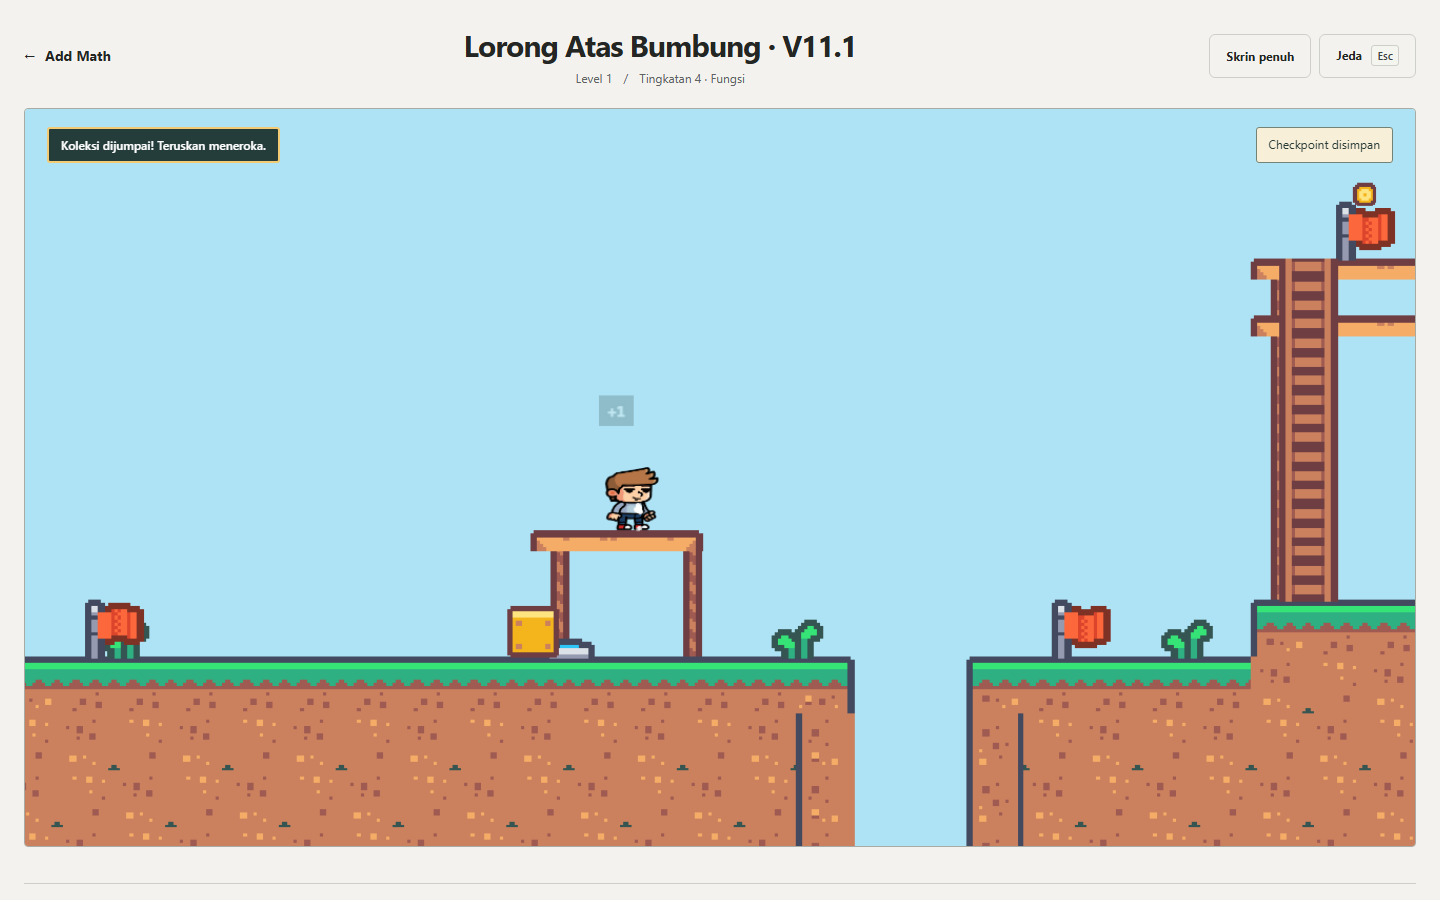 ← Add Math
Lorong Atas Bumbung · V11.1
Level 1 / Tingkatan 4 · Fungsi
Skrin penuh
Jeda Esc
Koleksi dijumpai! Teruskan meneroka.
Checkpoint disimpan
+1